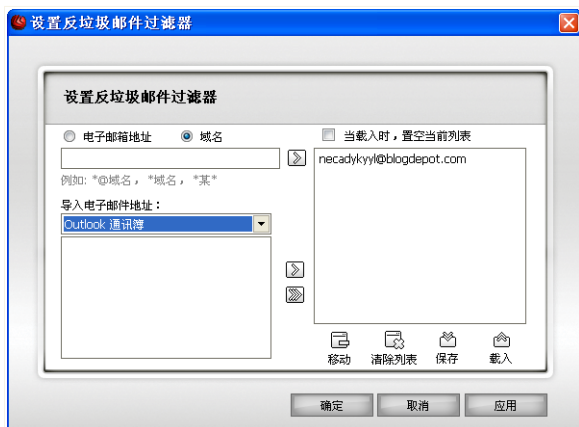 设置反垃圾邮件过滤器
设置反垃圾邮件过滤器
电子邮箱地址
域名
当载入时，置空当前列表
necadykyyl@blogdepot.com
例如: *@域名， *域名， *某*
导入电子邮件地址：
Outlook 通讯簿
移动
清除列表
保存
载入
确定
取消
应用